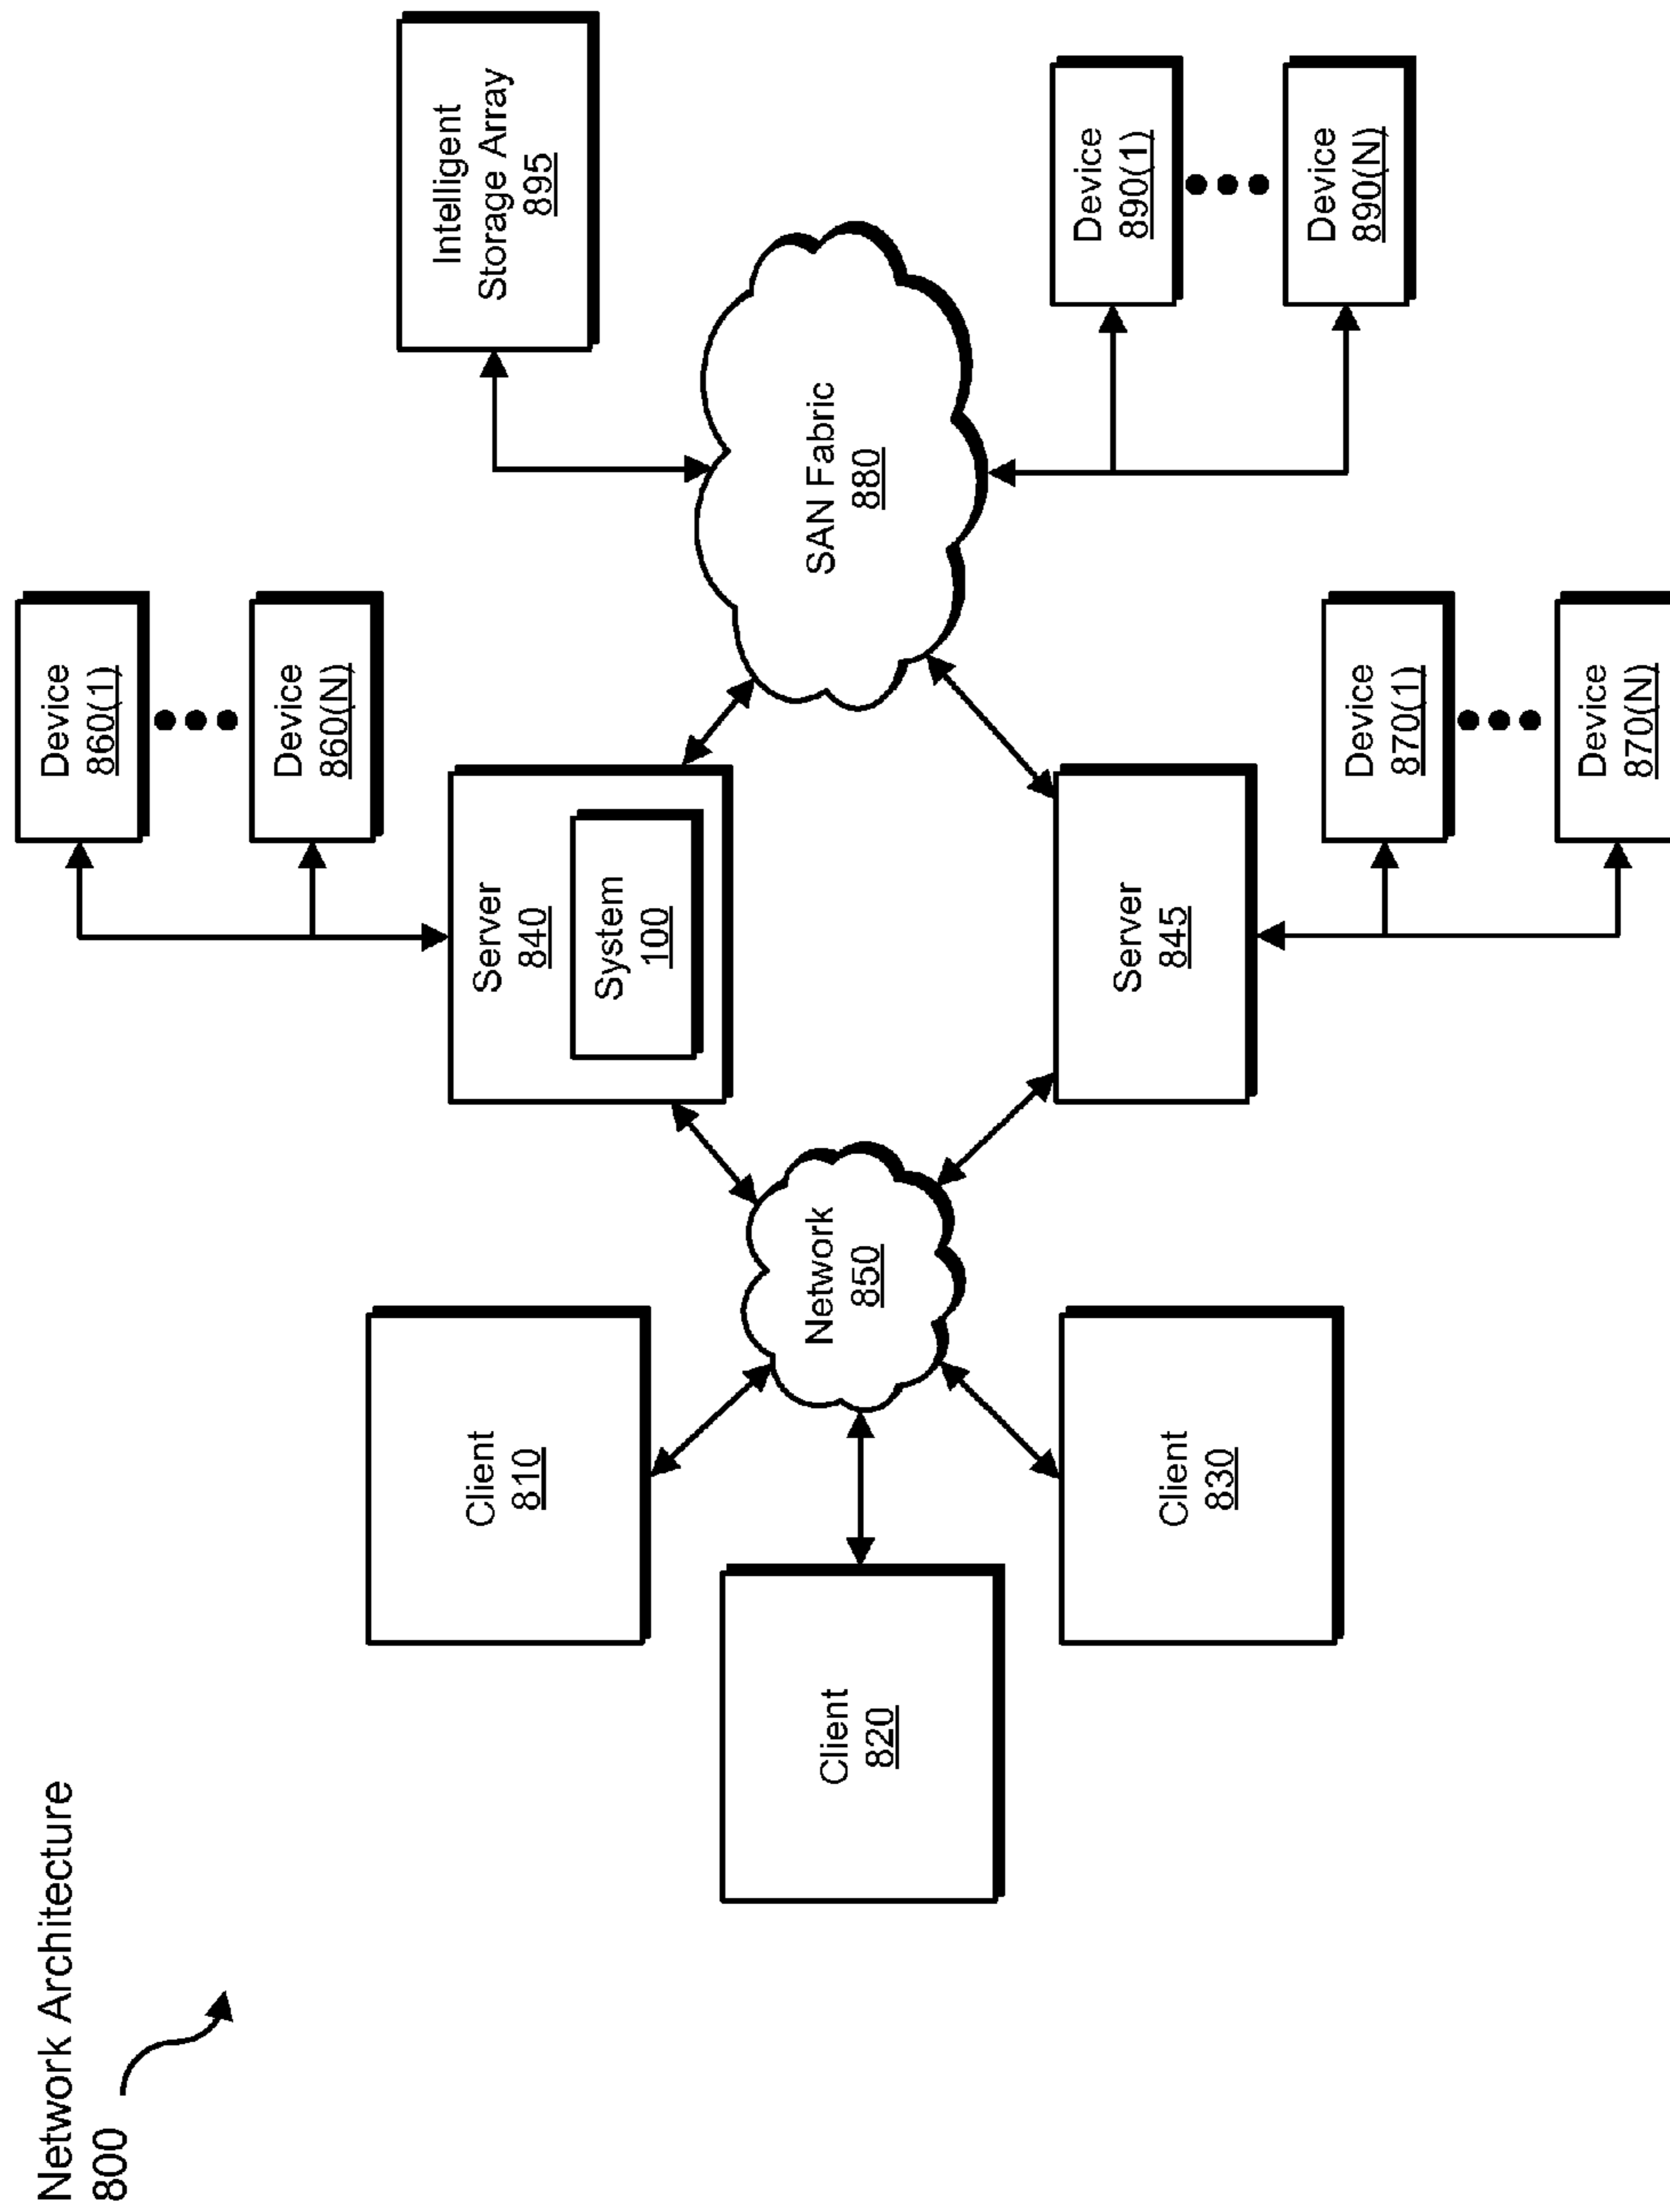 Network Architecture
800
Device
860(1)
Device
860(N)
Intelligent
Storage Array
895
Client
810
Server
840
System
100
Client
820
Network
850
SAN Fabric
880
Client
830
Server
845
Device
890(1)
Device
890(N)
Device
870(1)
Device
870(N)